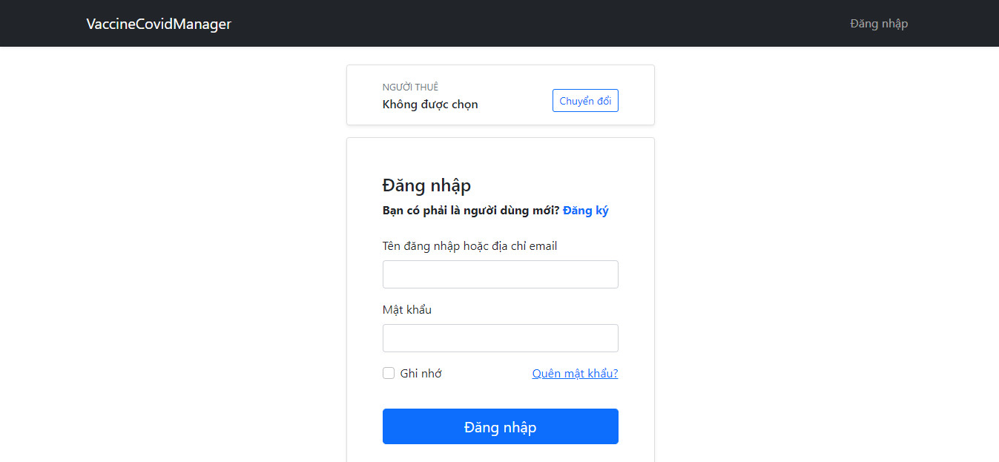 VaccineCovidManager
Đăng nhập
NGƯỜI THUÊ
Không được chọn
Chuyển đổi
Đăng nhập
Bạn có phải là người dùng mới? Đăng ký
Tên đăng nhập hoặc địa chỉ email
Mật khẩu
Ghi nhớ
Quên mật khẩu?
Đăng nhập